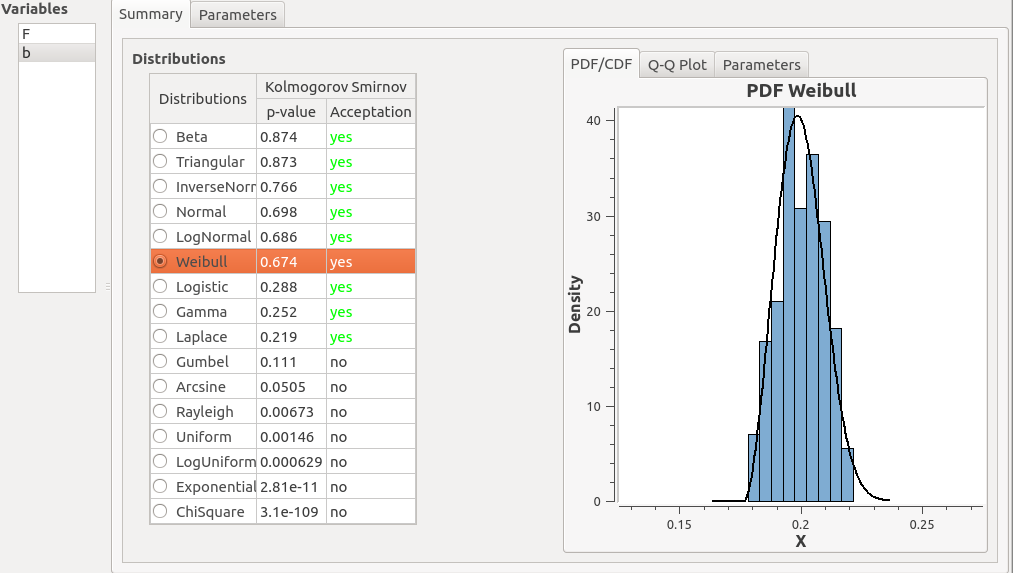 Variables
F
b
Summary Parameters
Distributions
Distributions Kolmogorov Smirnov
p-value Acceptation
Beta 0.874 yes
Triangular 0.873 yes
InverseNorr 0.766 yes
Normal 0.698 yes
LogNormal 0.686 yes
Weibull 0.674 yes
Logistic 0.288 yes
Gamma 0.252 yes
Laplace 0.219 yes
Gumbel 0.111 no
Arcsine 0.0505 no
Rayleigh 0.00673 no
Uniform 0.00146 no
LogUniform 0.000629 no
Exponential 2.81e-11 no
ChiSquare 3.1e-109 no
PDF/CDF Q-Q Plot Parameters
PDF Weibull
40
30
20
10
0
Density
0.15 0.2 0.25
X